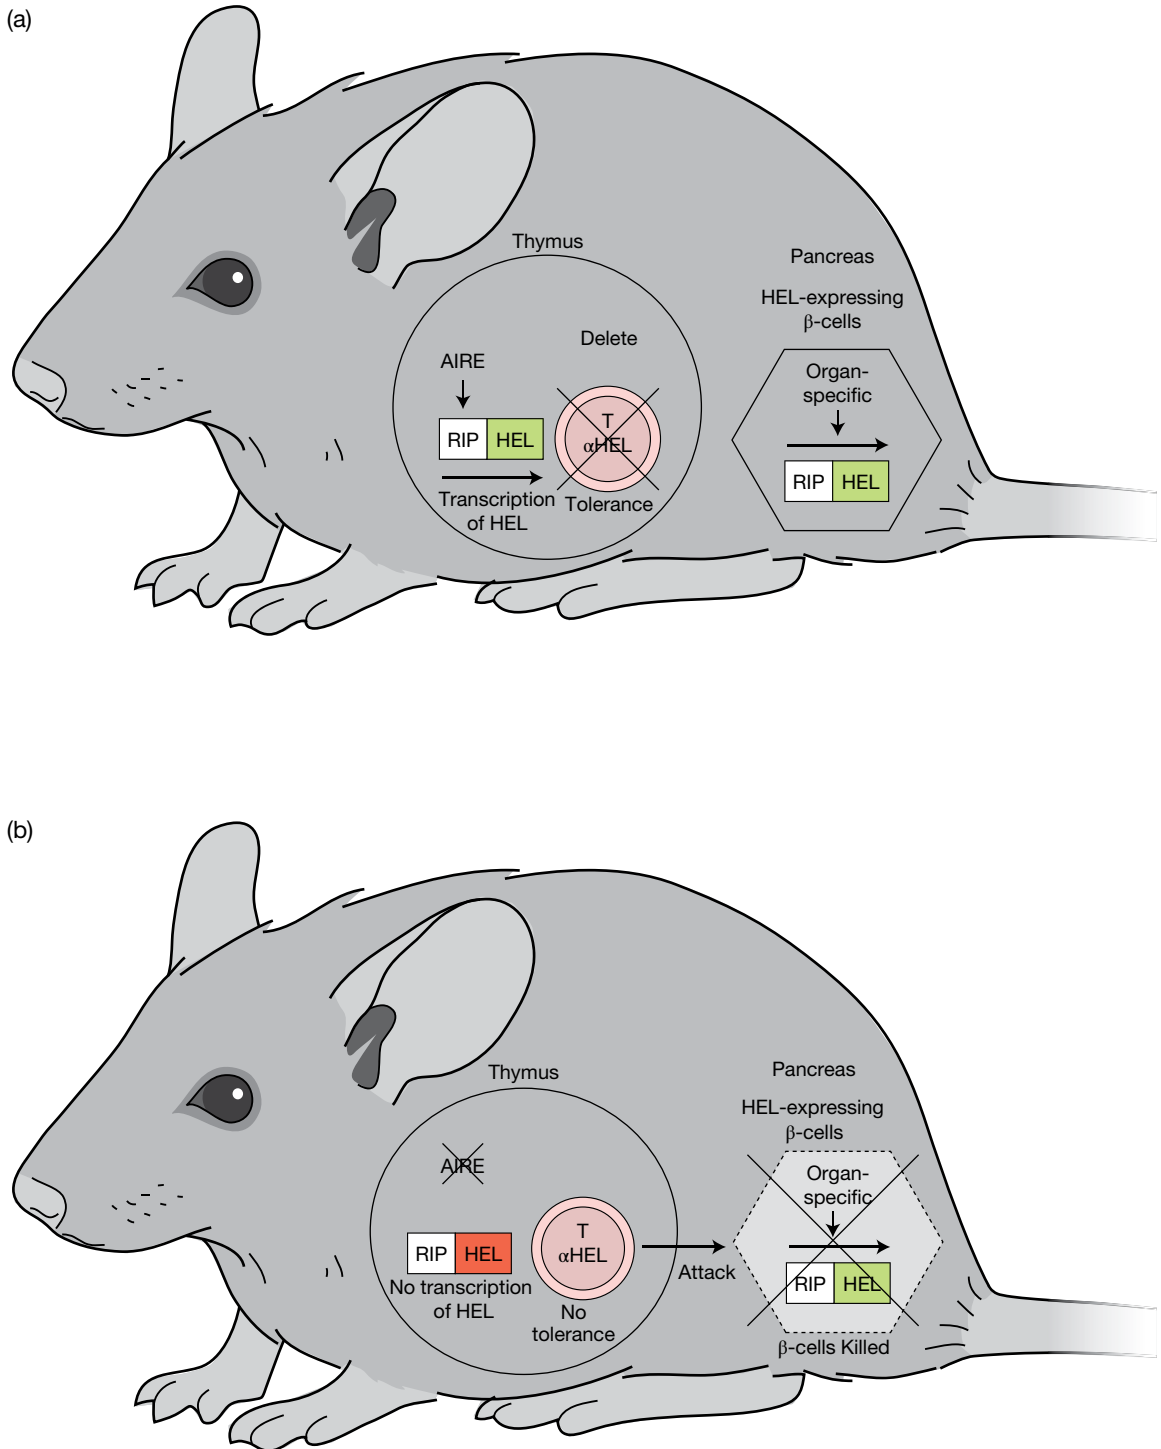 (a)
Thymus
Pancreas
HEL-expressing
β-cells
Delete
AIRE
RIP HEL
T
αHEL
Transcription
of HEL
Tolerance
Organ-
specific
RIP HEL
(b)
Thymus
Pancreas
HEL-expressing
β-cells
AIRE
RIP HEL
T
αHEL
No transcription
of HEL
No
tolerance
Attack
Organ-
specific
RIP HEL
β-cells Killed